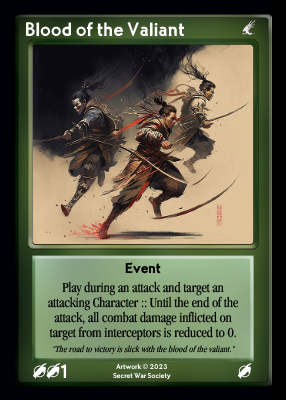 Blood of the Valiant
Event
Play during an attack and target an
attacking Character :: Until the end of the
attack, all combat damage inflicted on
target from interceptors is reduced to 0.
"The road to victory is slick with the blood of the valiant."
Artwork © 2023
Secret War Society